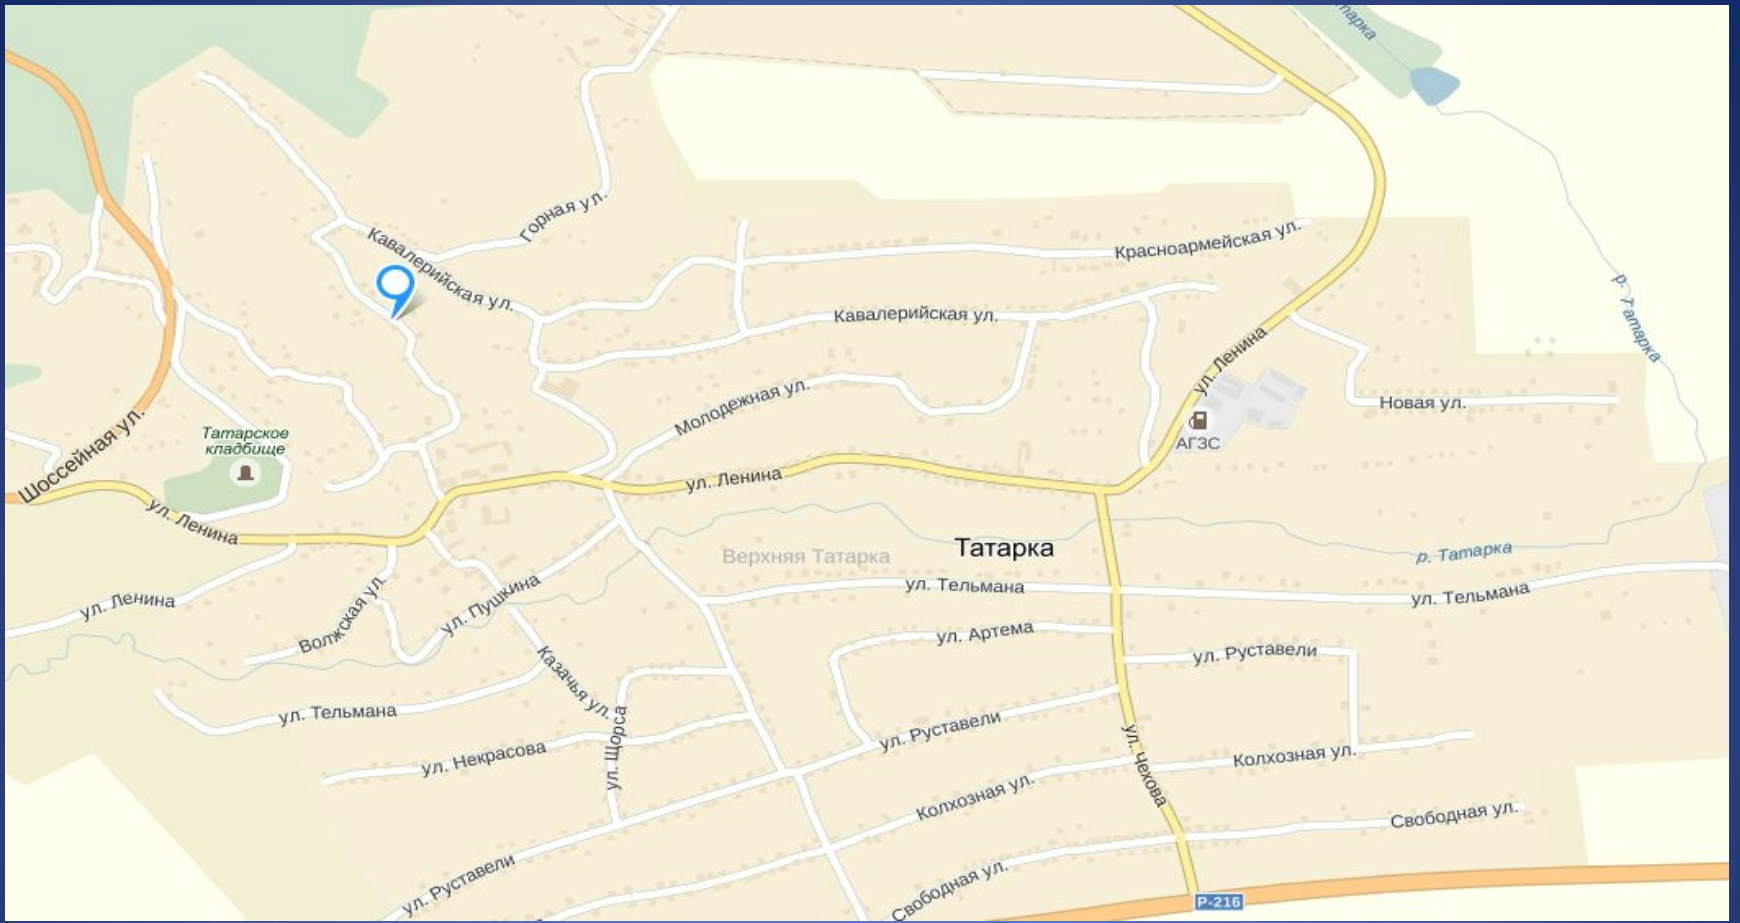 тарка
Горная ул.
Кавалерийская ул.
Красноармейская ул.
р. Татарка
Кавалерийская ул.
ул. Ленина
Молодежная ул.
Новая ул.
Татарское
кладбище
АГЗС
Шоссейная ул.
ул. Ленина
ул. Ленина
Верхняя Татарка
Татарка
р. Татарка
ул. Тельмана
ул. Тельмана
ул. Ленина
Волжская ул.
ул. Пушкина
ул. Артема
ул. Руставели
Казачья ул.
ул. Тельмана
ул. Щорса
ул. Некрасова
ул. Руставели
ул. Чехова
Колхозная ул.
Колхозная ул.
Свободная ул.
ул. Руставели
Свободная ул.
Р-216